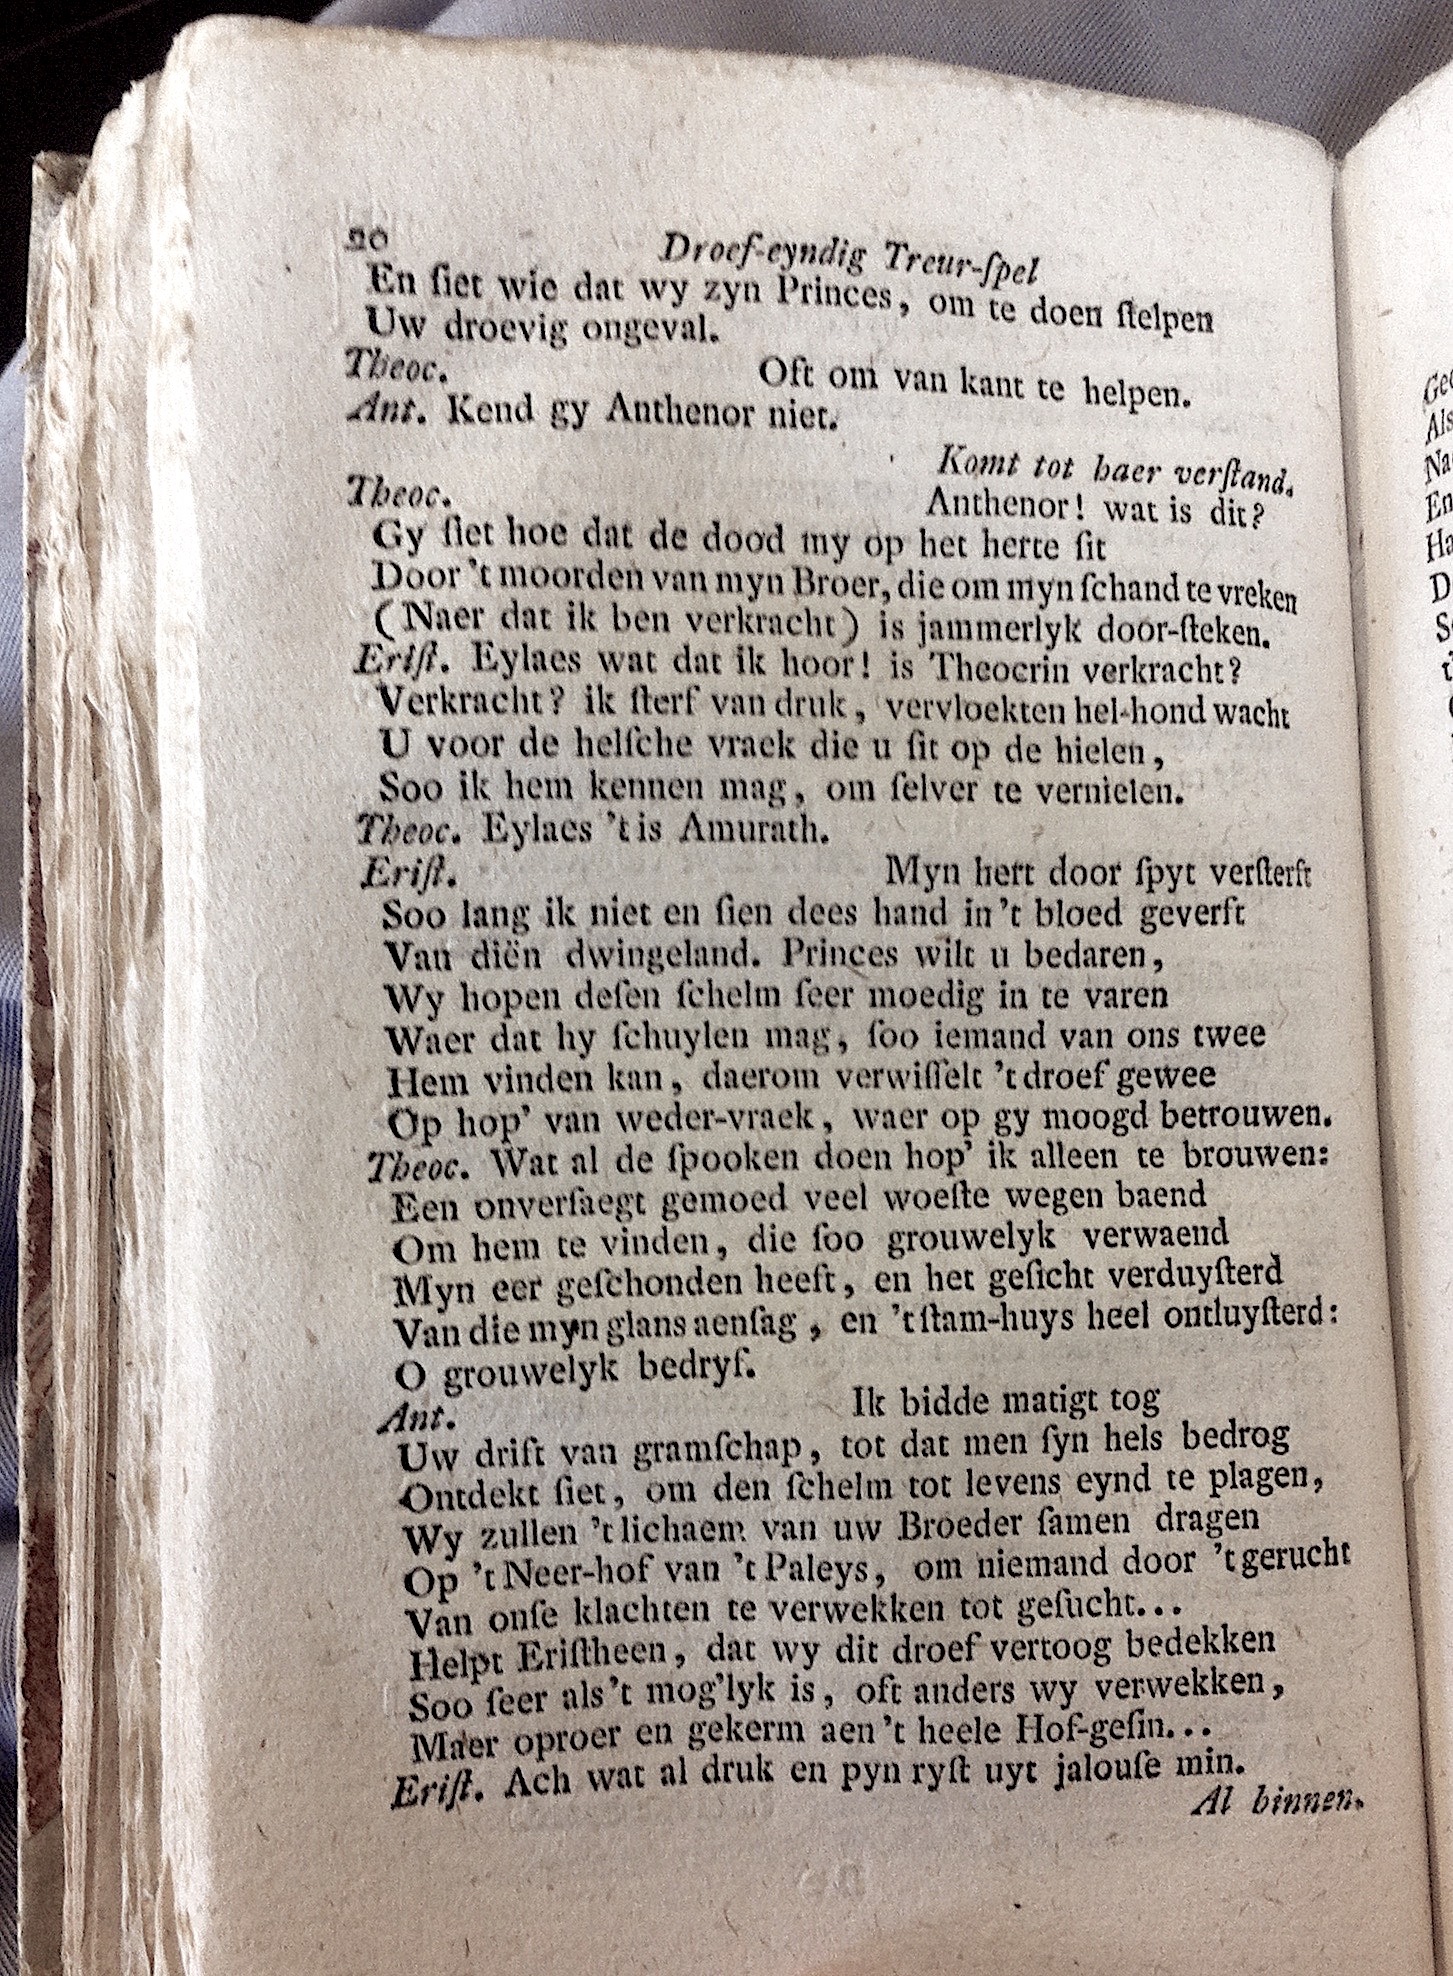 20 Droef-eyndig Treur-ſpel
En ſiet wie dat wy zyn Princes, om te doen ſtelpen
Uw droevig ongeval.
Theoc. Oft om van kant te helpen.
Ant. Kend gy Anthenor niet.
Komt tot haer verſtand.
Theoc. Anthenor! wat is dit?
Gy ſiet hoe dat de dood my op het herte ſit
Door 't moorden van myn Broer, die om myn ſchand te vreken
(Naer dat ik ben verkracht) is jammerlyk door-ſteken.
Eriſt. Eylaes wat dat ik hoor! is Theocrin verkracht?
Verkracht? ik ſterf van druk, vervloekten hel-hond wacht
U voor de helſche vraek die u ſit op de hielen,
Soo ik hem kennen mag, om ſelver te vernielen.
Theoc. Eylaes 't is Amurath.
Eriſt. Myn hert door ſpyt verſterft
Soo lang ik niet en ſien dees hand in 't bloed geverft
Van diën dwingeland. Princes wilt u bedaren,
Wy hopen deſen ſchelm ſeer moedig in te varen
Waer dat hy ſchuylen mag, ſoo iemand van ons twee
Hem vinden kan, daerom verwiſſelt 't droef gewee
Op hop' van weder-vraek, waer op gy moogd betrouwen.
Theoc. Wat al de ſpooken doen hop' ik alleen te brouwen:
Een onverſaegt gemoed veel woeſte wegen baend
Om hem te vinden, die ſoo grouwelyk verwaend
Myn eer geſchonden heeft, en het geſicht verduyſterd
Van die myn glans aenſag, en 't ſtam-huys heel ontluyſterd:
O grouwelyk bedryf.
Ant. Ik bidde matigt tog
Uw drift van gramſchap, tot dat men ſyn hels bedrog
Ontdekt ſiet, om den ſchelm tot levens eynd te plagen,
Wy zullen 't lichaem van uw Broeder ſamen dragen
Op 't Neer-hof van 't Paleys, om niemand door 't gerucht
Van onſe klachten te verwekken tot geſucht...
Helpt Eriſtheen, dat wy dit droef vertoog bedekken
Soo ſeer als 't mog'lyk is, oft anders wy verwekken,
Maer oproer en gekerm aen 't heele Hof-geſin...
Eriſt. Ach wat al druk en pyn ryſt uyt jalouſe min.
Al binnen.